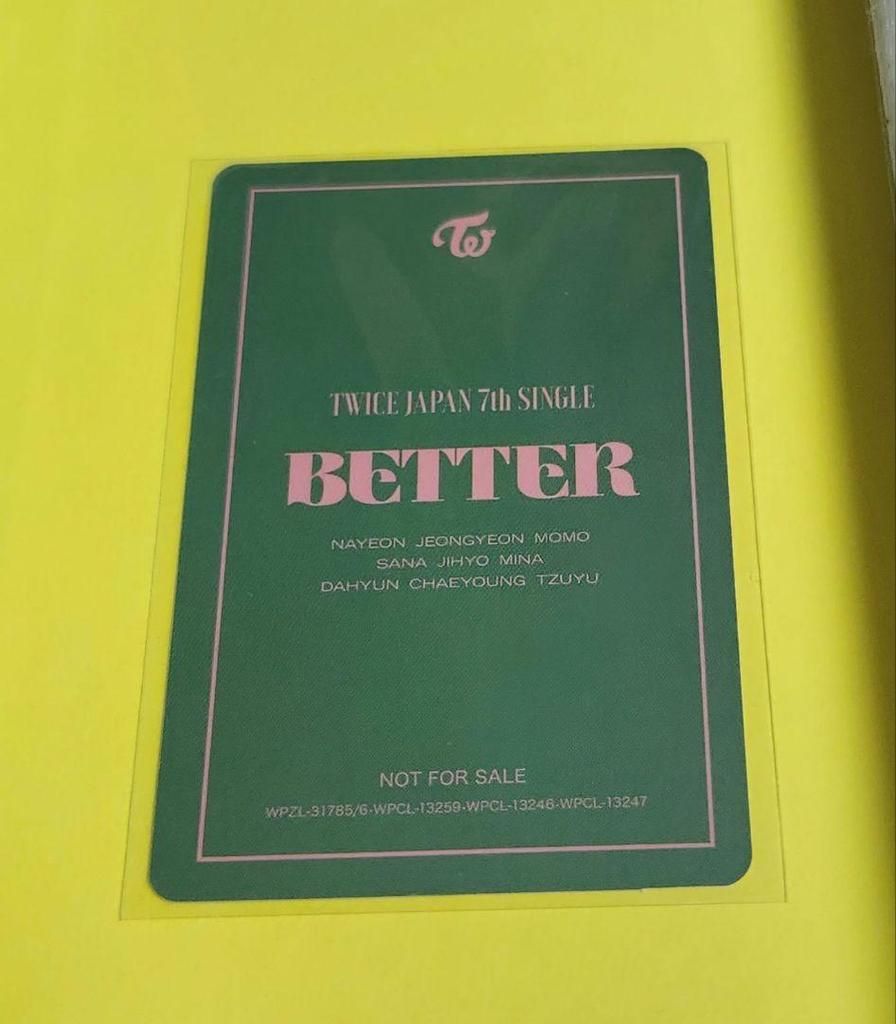 TW
TWICE JAPAN 7th SINGLE
BETTER
NAYEON JEONGYEON MOMO
SANA JIHYO MINA
DAHYUN CHAEYOUNG TZUYU
NOT FOR SALE
WPZL-31785/6·WPCL-13259·WPCL-13246·WPCL-13247